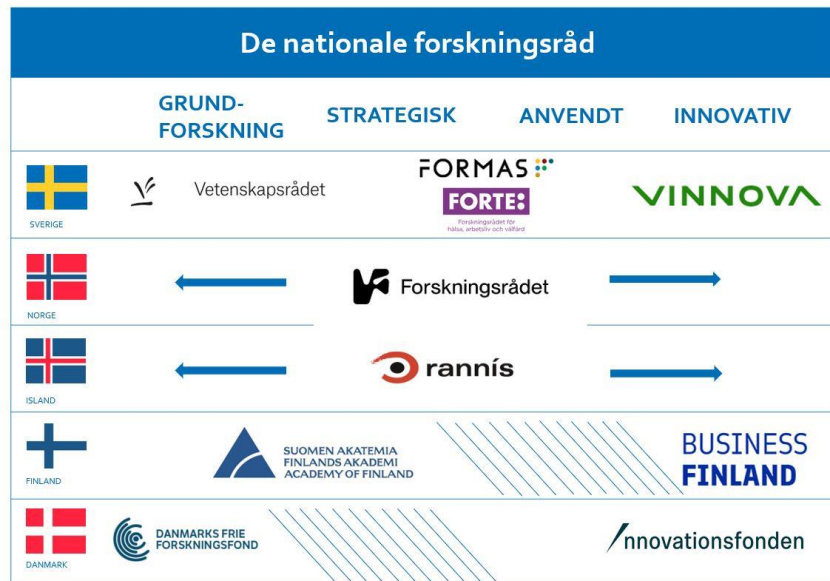 De nationale forskningsråd
GRUND-
FORSKNING
STRATEGISK
ANVENDT
INNOVATIV
SVERIGE
Vetenskapsrådet
FORMAS
FORTE:
Forskningsrådet för
hälsa, arbetsliv och välfärd
VINNOVA
NORGE
Forskningsrådet
ISLAND
rannís
FINLAND
SUOMEN AKATEMIA
FINLANDS AKADEMI
ACADEMY OF FINLAND
BUSINESS
FINLAND
DANMARK
DANMARKS FRIE
FORSKNINGSFOND
Innovationsfonden